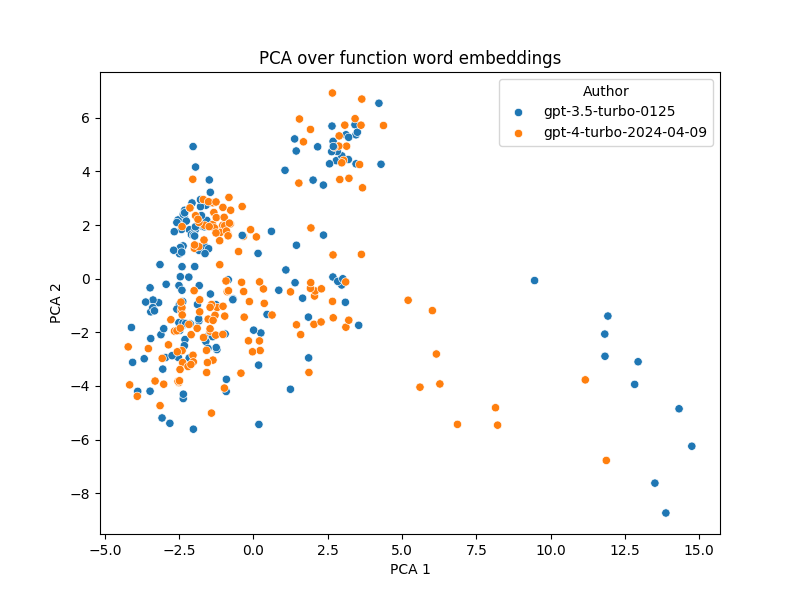 PCA over function word embeddings
Author
gpt-3.5-turbo-0125
gpt-4-turbo-2024-04-09
PCA 2
6
4
2
0
−2
−4
−6
−8
−5.0
−2.5
0.0
2.5
5.0
7.5
10.0
12.5
15.0
PCA 1